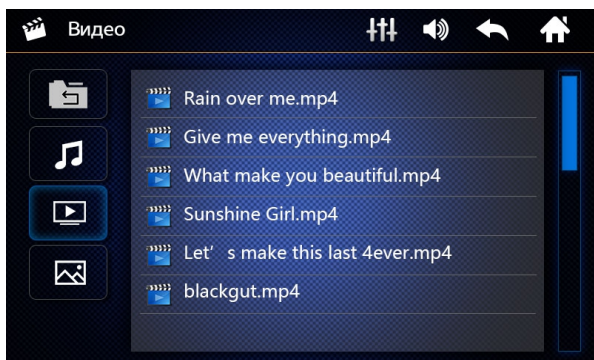 Видео
Rain over me.mp4
Give me everything.mp4
What make you beautiful.mp4
Sunshine Girl.mp4
Let’ s make this last 4ever.mp4
blackgut.mp4